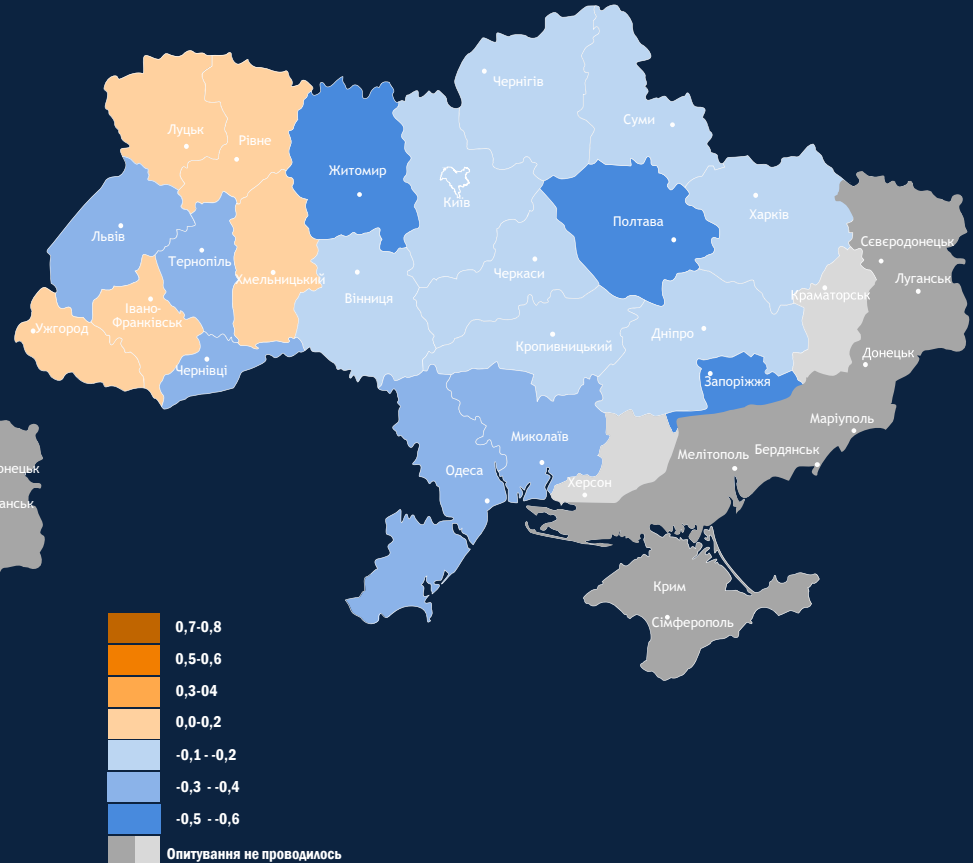 Чернігів
Суми
Луцьк
Рівне
Житомир
Київ
Харків
Полтава
Львів
Тернопіль
Сєвєродонецьк
Черкаси
Хмельницький
Луганськ
Вінниця
Краматорськ
Івано-
Франківськ
Ужгород
Дніпро
Кропивницький
Донецьк
Чернівці
Запоріжжя
Маріуполь
Миколаїв
Бердянськ
Мелітополь
Одеса
онецьк
Херсон
анськ
Крим
Сімферополь
0,7-0,8
0,5-0,6
0,3-04
0,0-0,2
-0,1 - -0,2
-0,3 - -0,4
-0,5 - -0,6
Опитування не проводилось